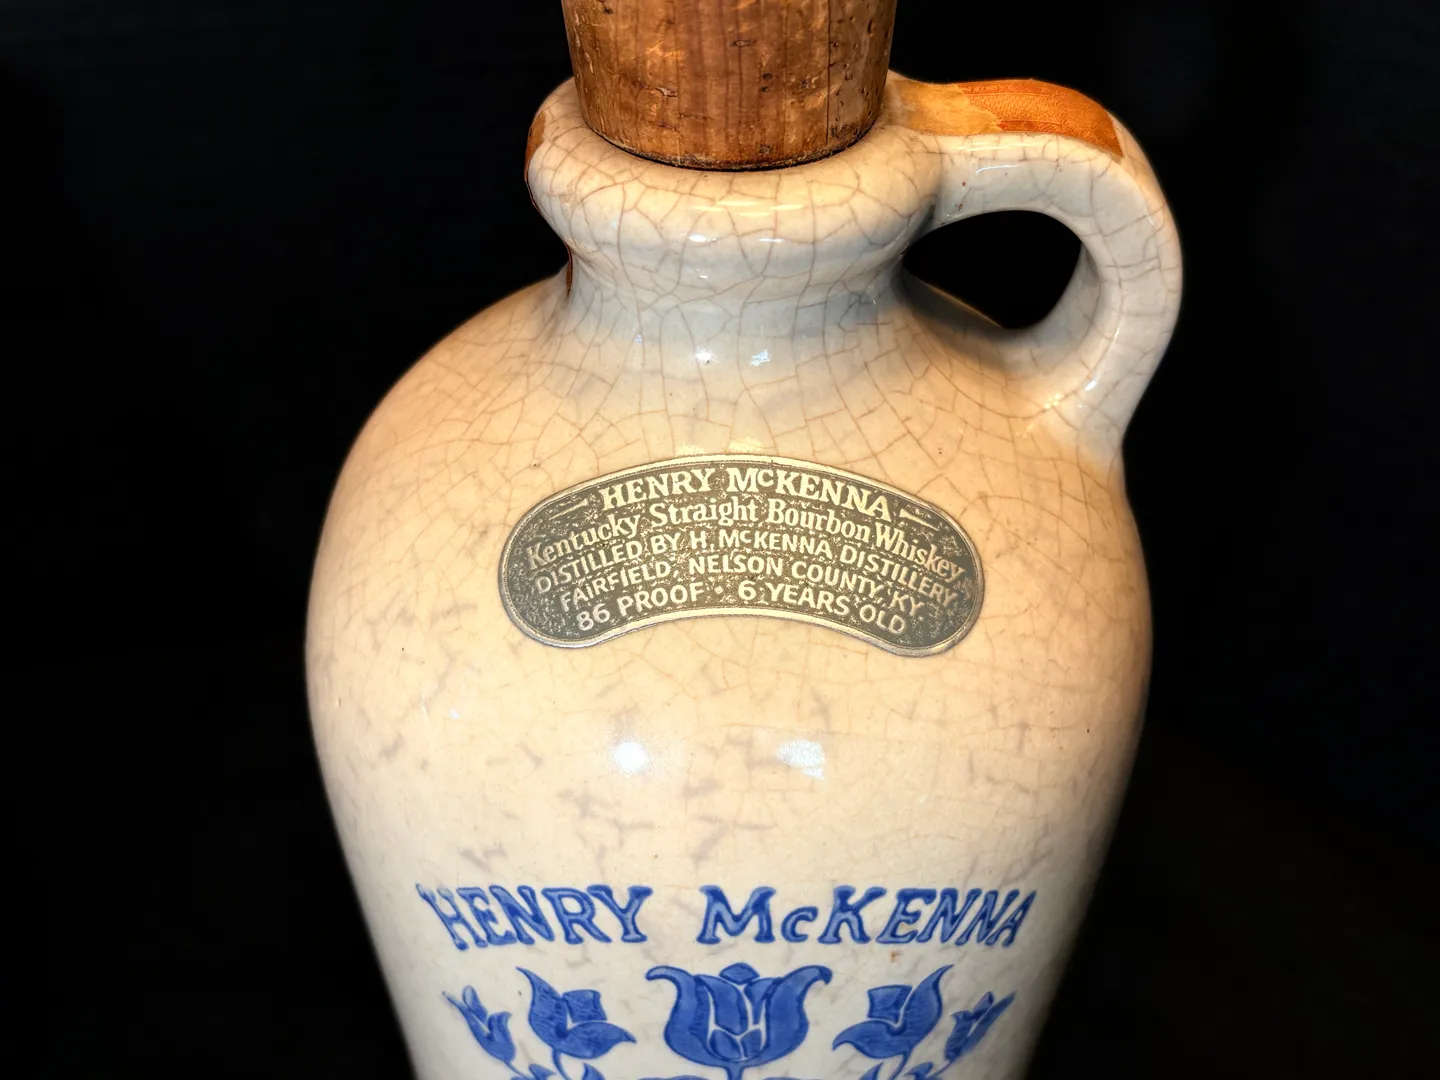 HENRY McKENNA
Kentucky Straight Bourbon Whiskey
DISTILLED BY H. McKENNA DISTILLERY,
FAIRFIELD, NELSON COUNTY, KY.
86 PROOF · 6 YEARS OLD
HENRY McKENNA